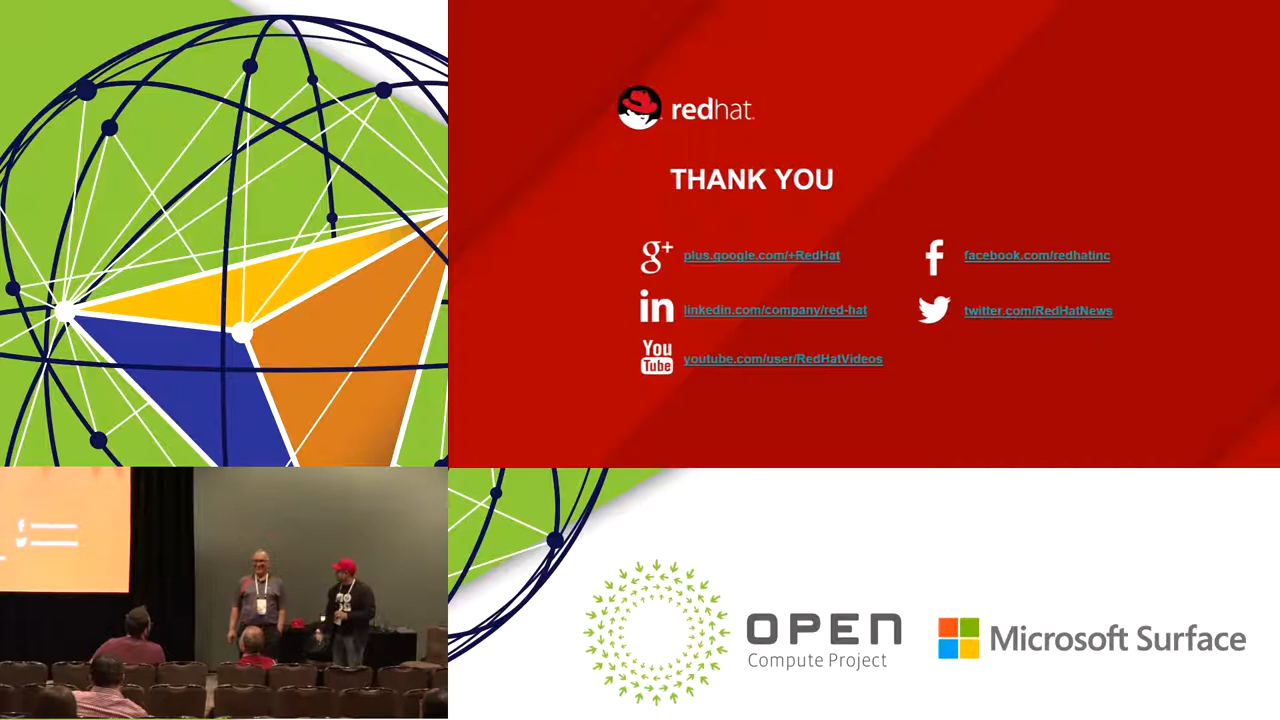 redhat.
THANK YOU
g+ plus.google.com/+RedHat
facebook.com/redhatinc
in linkedin.com/company/red-hat
twitter.com/RedHatNews
You Tube youtube.com/user/RedHatVideos
OPEN
Compute Project
Microsoft Surface